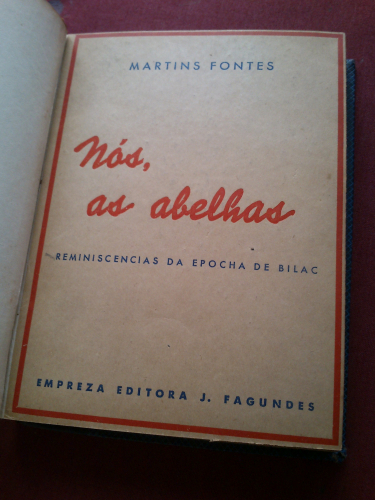 MARTINS FONTES
Nós,
as abelhas
REMINISCENCIAS DA EPOCHA DE BILAC
EMPREZA EDITORA J. FAGUNDES